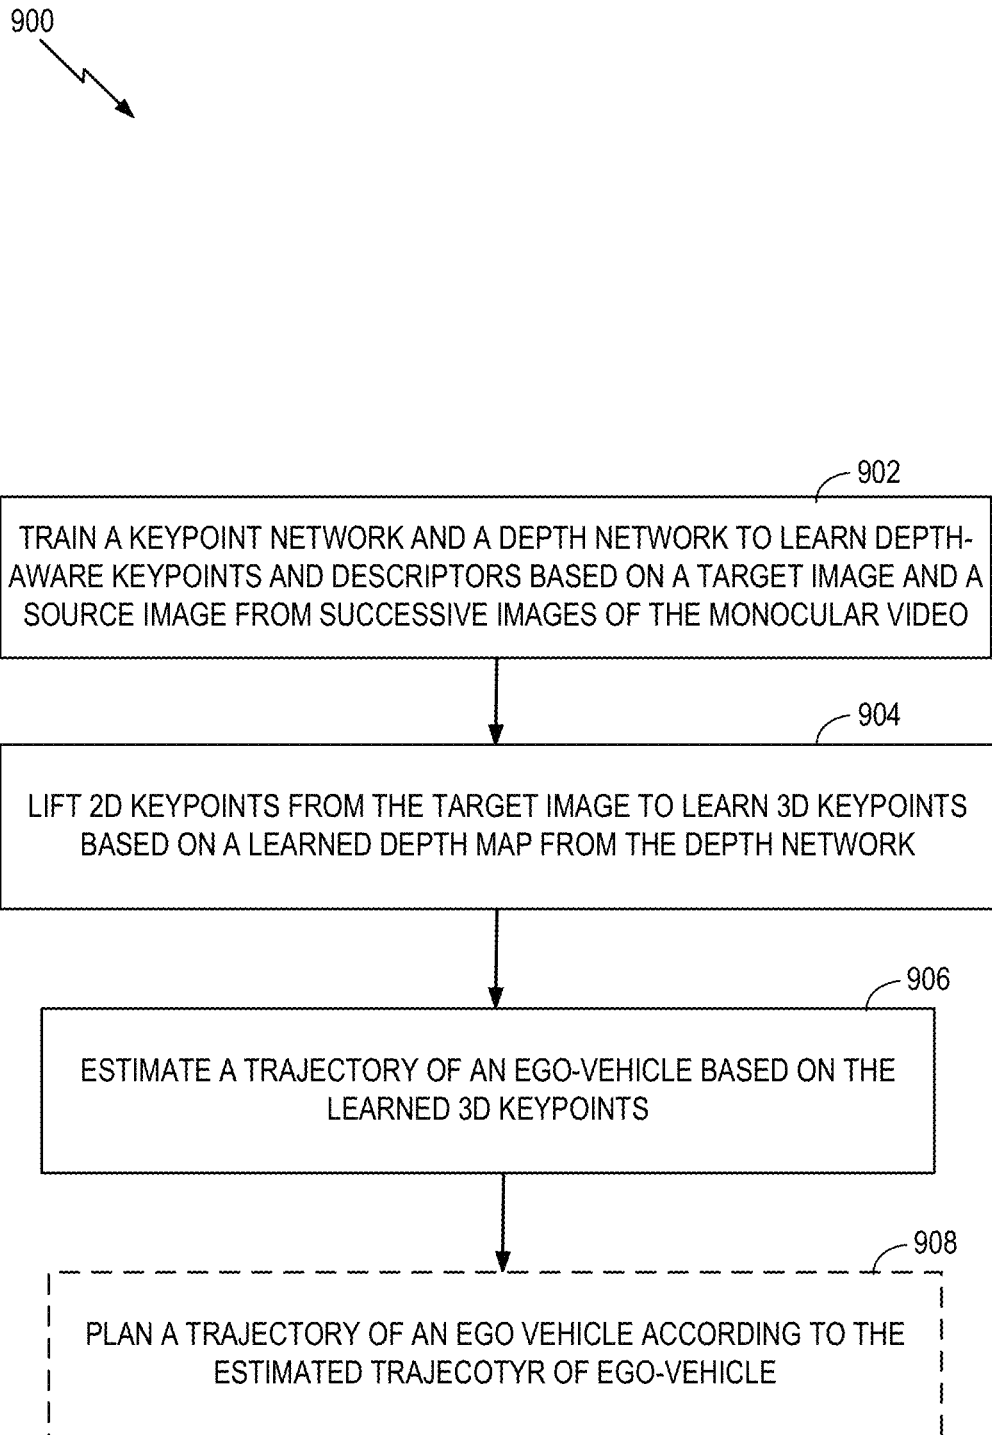 900
902
TRAIN A KEYPOINT NETWORK AND A DEPTH NETWORK TO LEARN DEPTH-
AWARE KEYPOINTS AND DESCRIPTORS BASED ON A TARGET IMAGE AND A
SOURCE IMAGE FROM SUCCESSIVE IMAGES OF THE MONOCULAR VIDEO
904
LIFT 2D KEYPOINTS FROM THE TARGET IMAGE TO LEARN 3D KEYPOINTS
BASED ON A LEARNED DEPTH MAP FROM THE DEPTH NETWORK
906
ESTIMATE A TRAJECTORY OF AN EGO-VEHICLE BASED ON THE
LEARNED 3D KEYPOINTS
908
PLAN A TRAJECTORY OF AN EGO VEHICLE ACCORDING TO THE
ESTIMATED TRAJECOTYR OF EGO-VEHICLE